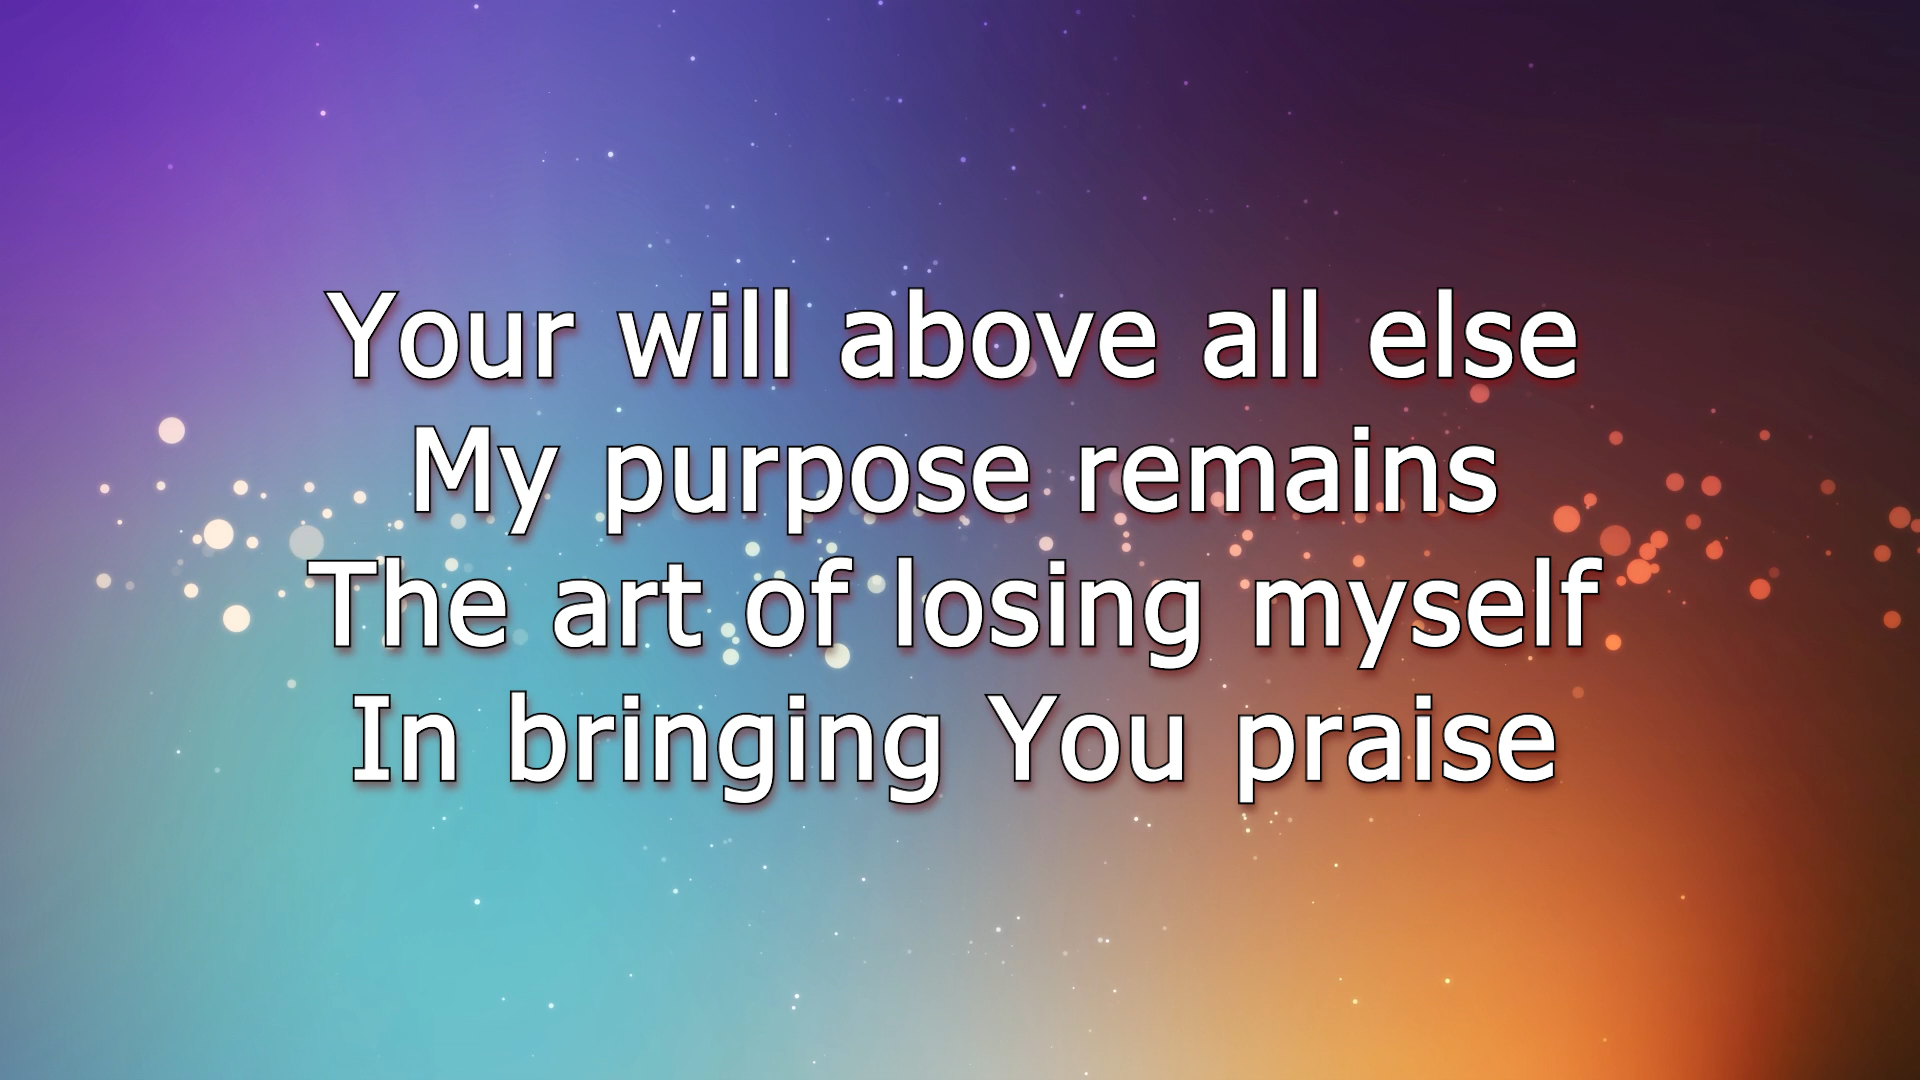 Your will above all else
My purpose remains
The art of losing myself
In bringing You praise